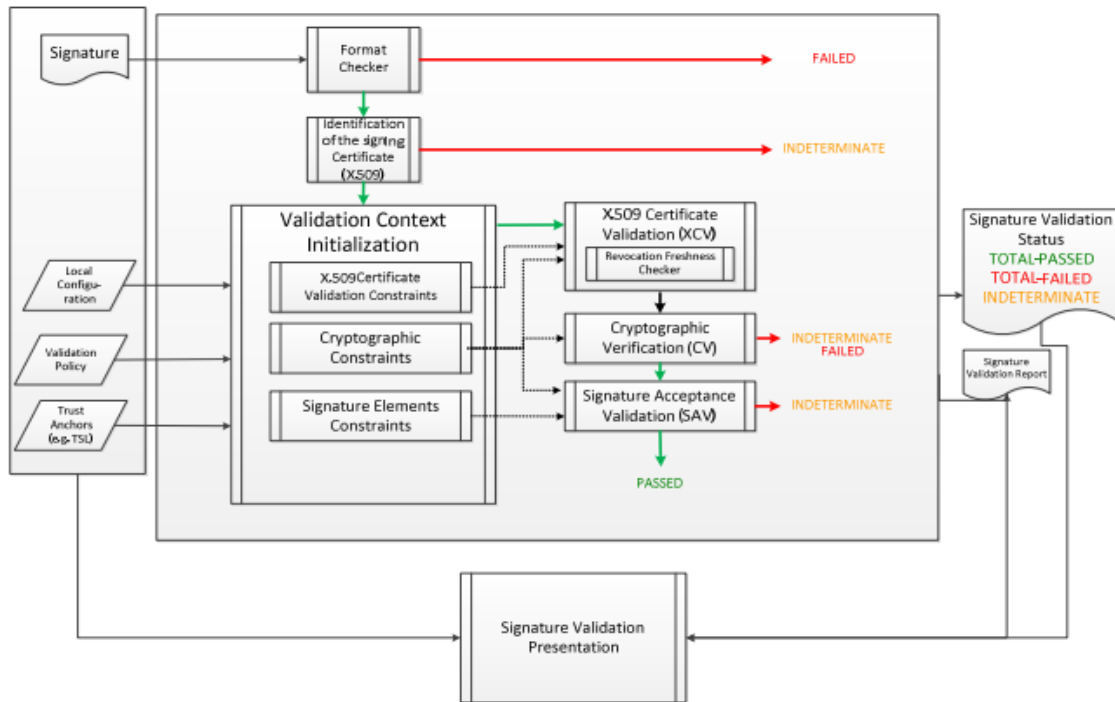 Signature
Format
Checker
FAILED
Identification
of the signing
Certificate
(X.509)
INDETERMINATE
Validation Context
Initialization
X.509 Certificate
Validation (XCV)
Revocation Freshness
Checker
Signature Validation
Status
TOTAL-PASSED
TOTAL-FAILED
INDETERMINATE
Local
Configu-
ration
X.509Certificate
Validation Constraints
Cryptographic
Constraints
Cryptographic
Verification (CV)
INDETERMINATE
FAILED
Validation
Policy
Signature
Validation Report
Trust
Anchors
(e.g. TSL)
Signature Elements
Constraints
Signature Acceptance
Validation (SAV)
INDETERMINATE
PASSED
Signature Validation
Presentation